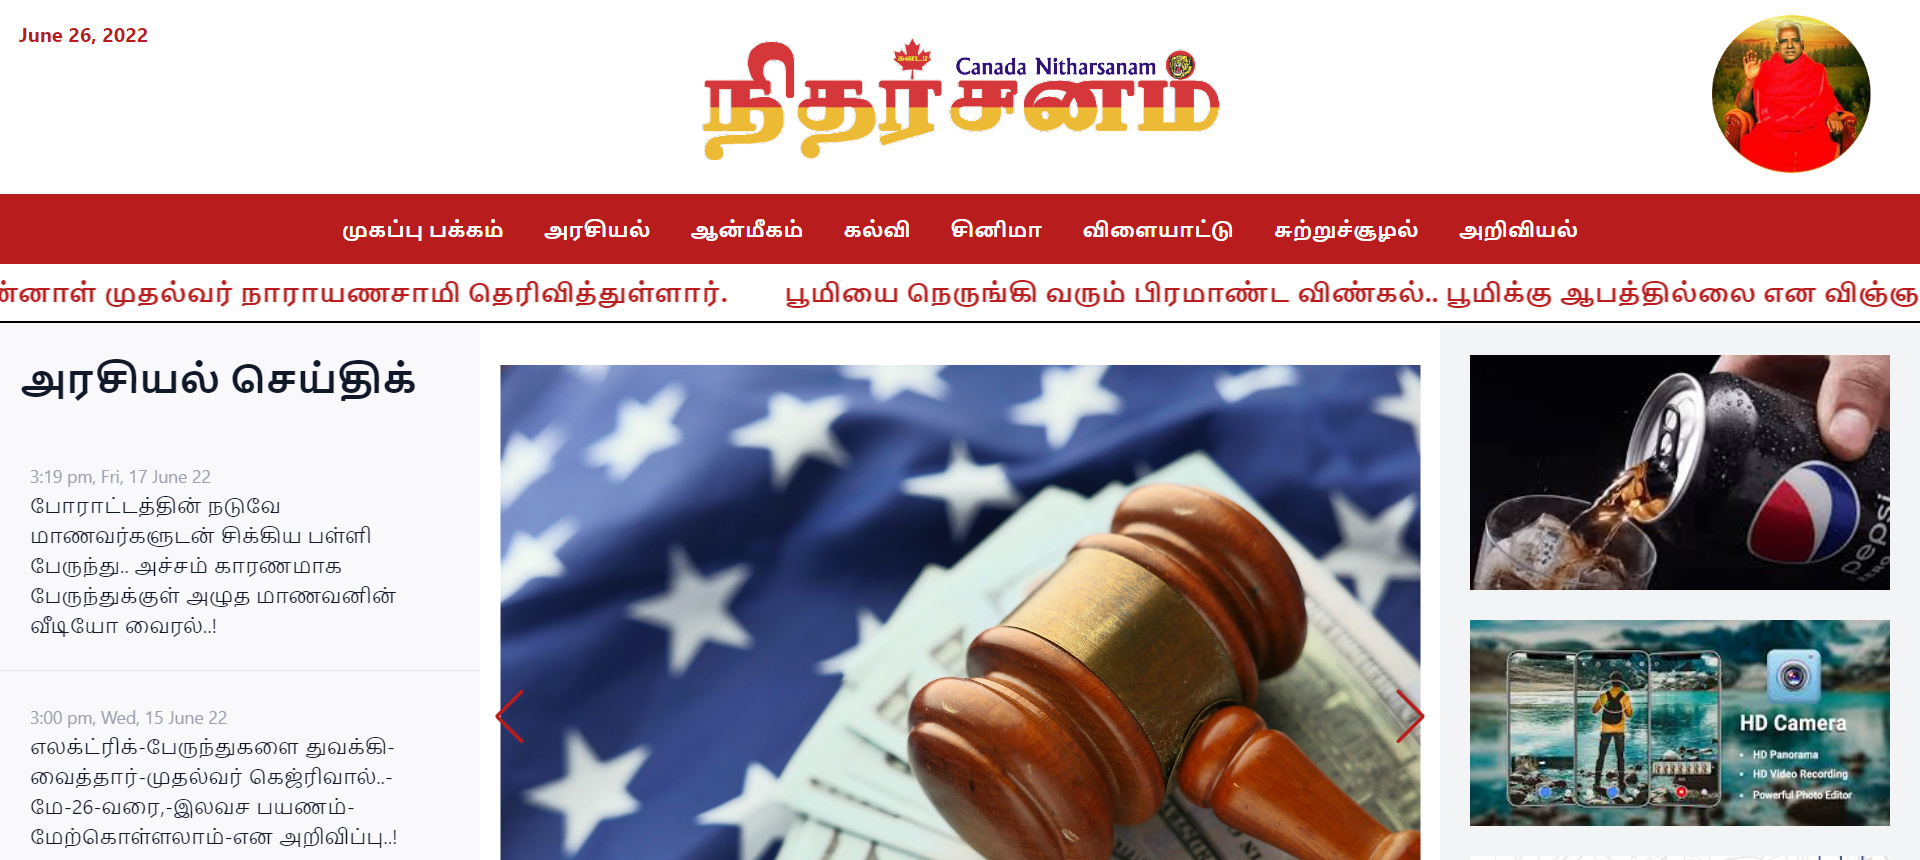 June 26, 2022
கனடா
Canada Nitharsanam
நிதர்சனம்
முகப்பு பக்கம் அரசியல் ஆன்மீகம் கல்வி சினிமா விளையாட்டு சுற்றுச்சூழல் அறிவியல்
முதல்வர் நாராயணசாமி தெரிவித்துள்ளார். பூமியை நெருங்கி வரும் பிரமாண்ட விண்கல்.. பூமிக்கு ஆபத்தில்லை என
அரசியல் செய்திக்
3:19 pm, Fri, 17 June 22
போராட்டத்தின் நடுவே
மாணவர்களுடன் சிக்கிய பள்ளி
பேருந்து.. அச்சம் காரணமாக
பேருந்துக்குள் அழுத மாணவனின்
வீடியோ வைரல்..!
3:00 pm, Wed, 15 June 22
எலக்ட்ரிக்-பேருந்துகளை துவக்கி-
வைத்தார்-முதல்வர் கெஜ்ரிவால்..-
மே-26-வரை,-இலவச பயணம்-
மேற்கொள்ளலாம்-என அறிவிப்பு..!
pepsi
HD Camera
• HD Panorama
• HD Video Recording
• Powerful Photo Editor